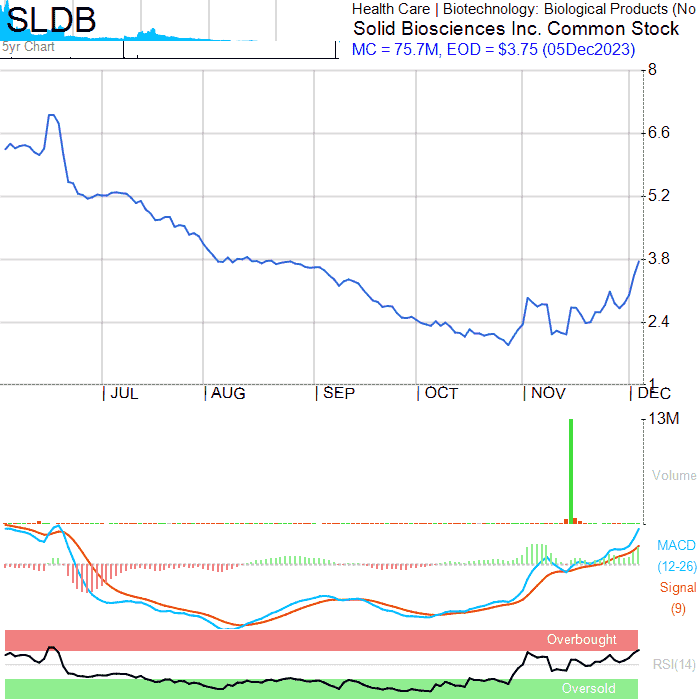 SLDB
5yr Chart
Health Care | Biotechnology: Biological Products (No
Solid Biosciences Inc. Common Stock
MC = 75.7M, EOD = $3.75 (05Dec2023)
8
6.6
5.2
3.8
2.4
1
JUL AUG SEP OCT NOV DEC
13M
Volume
MACD
(12-26)
Signal
(9)
Overbought
RSI(14)
Oversold